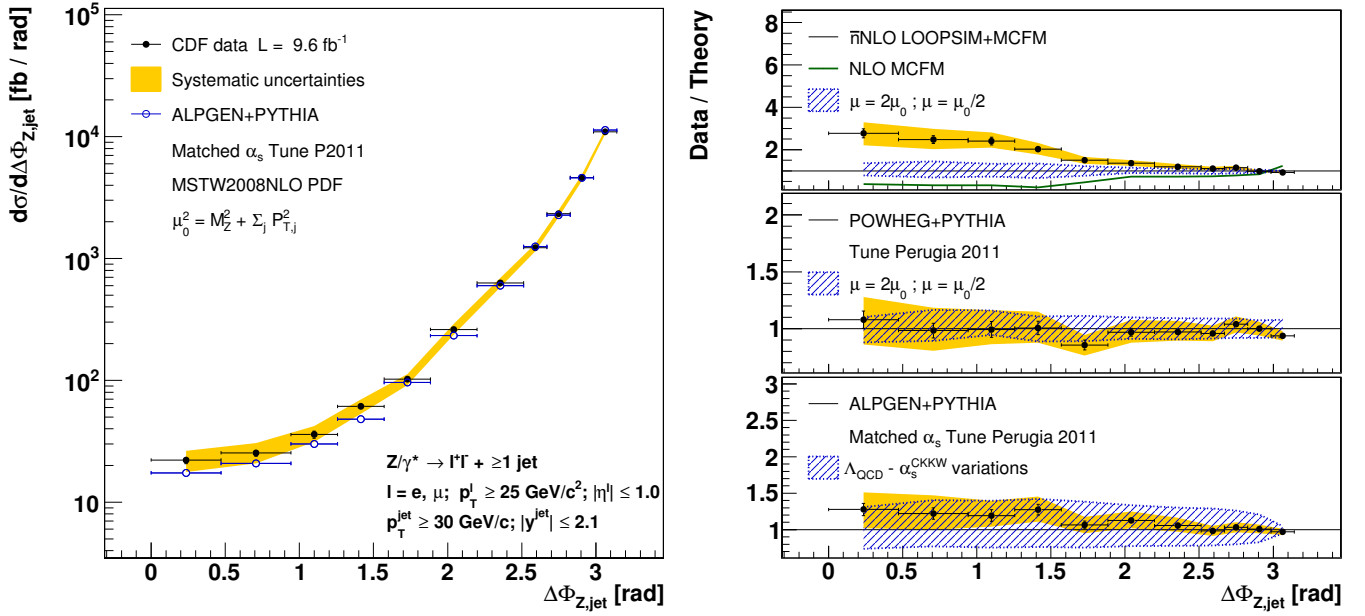 dσ/dΔΦ_Z,jet [fb / rad]
10^5
10^4
10^3
10^2
10
CDF data L = 9.6 fb^-1
Systematic uncertainties
ALPGEN+PYTHIA
Matched α_s Tune P2011
MSTW2008NLO PDF
μ_0^2 = M_Z^2 + Σ_j P_T,j^2
Z/γ* → l^+l^- + ≥1 jet
l = e, μ; p_T^l ≥ 25 GeV/c^2; |η^l| ≤ 1.0
p_T^jet ≥ 30 GeV/c; |y^jet| ≤ 2.1
0 0.5 1 1.5 2 2.5 3
ΔΦ_Z,jet [rad]
Data / Theory
8
6
4
2
n̄NLO LOOPSIM+MCFM
NLO MCFM
μ = 2μ_0 ; μ = μ_0/2
2
1.5
1
POWHEG+PYTHIA
Tune Perugia 2011
μ = 2μ_0 ; μ = μ_0/2
3
2.5
2
1.5
1
ALPGEN+PYTHIA
Matched α_s Tune Perugia 2011
Λ_QCD - α_s^CKKW variations
0 0.5 1 1.5 2 2.5 3
ΔΦ_Z,jet [rad]